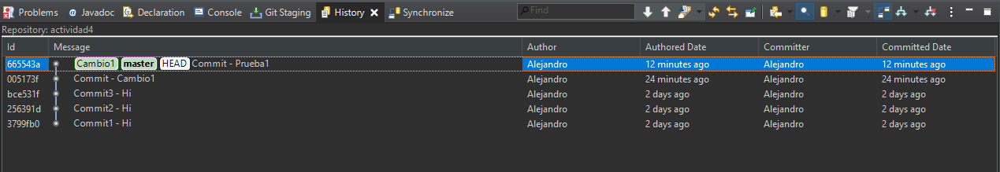 Problems @ Javadoc Declaration Console Git Staging History Synchronize Find
Repository: actividad4
Id Message Author Authored Date Committer Committed Date
665543a Cambio1 master HEAD Commit - Prueba1 Alejandro 12 minutes ago Alejandro 12 minutes ago
005173f Commit - Cambio1 Alejandro 24 minutes ago Alejandro 24 minutes ago
bce531f Commit3 - Hi Alejandro 2 days ago Alejandro 2 days ago
256391d Commit2 - Hi Alejandro 2 days ago Alejandro 2 days ago
3799fb0 Commit1 - Hi Alejandro 2 days ago Alejandro 2 days ago